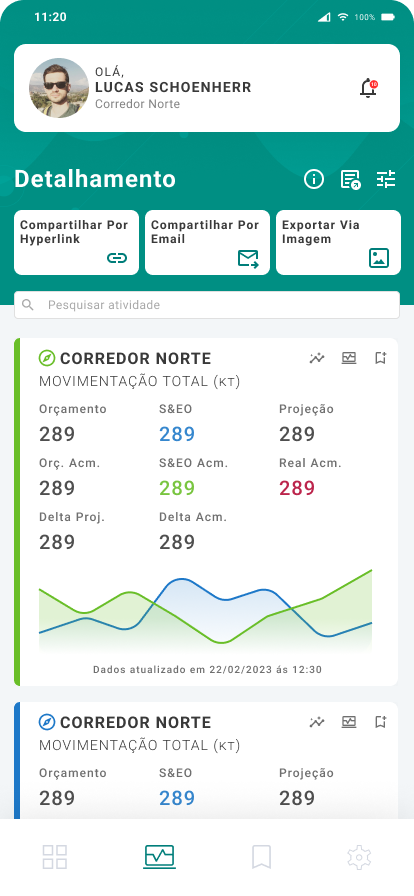 11:20
100%
OLÁ,
LUCAS SCHOENHERR
Corredor Norte
10
Detalhamento
Compartilhar Por
Hyperlink
Compartilhar Por
Email
Exportar Via
Imagem
Pesquisar atividade
CORREDOR NORTE
MOVIMENTAÇÃO TOTAL (KT)
Orçamento S&EO Projeção
289 289 289
Orç. Acm. S&EO Acm. Real Acm.
289 289 289
Delta Proj. Delta Acm.
289 289
Dados atualizado em 22/02/2023 ás 12:30
CORREDOR NORTE
MOVIMENTAÇÃO TOTAL (KT)
Orçamento S&EO Projeção
289 289 289